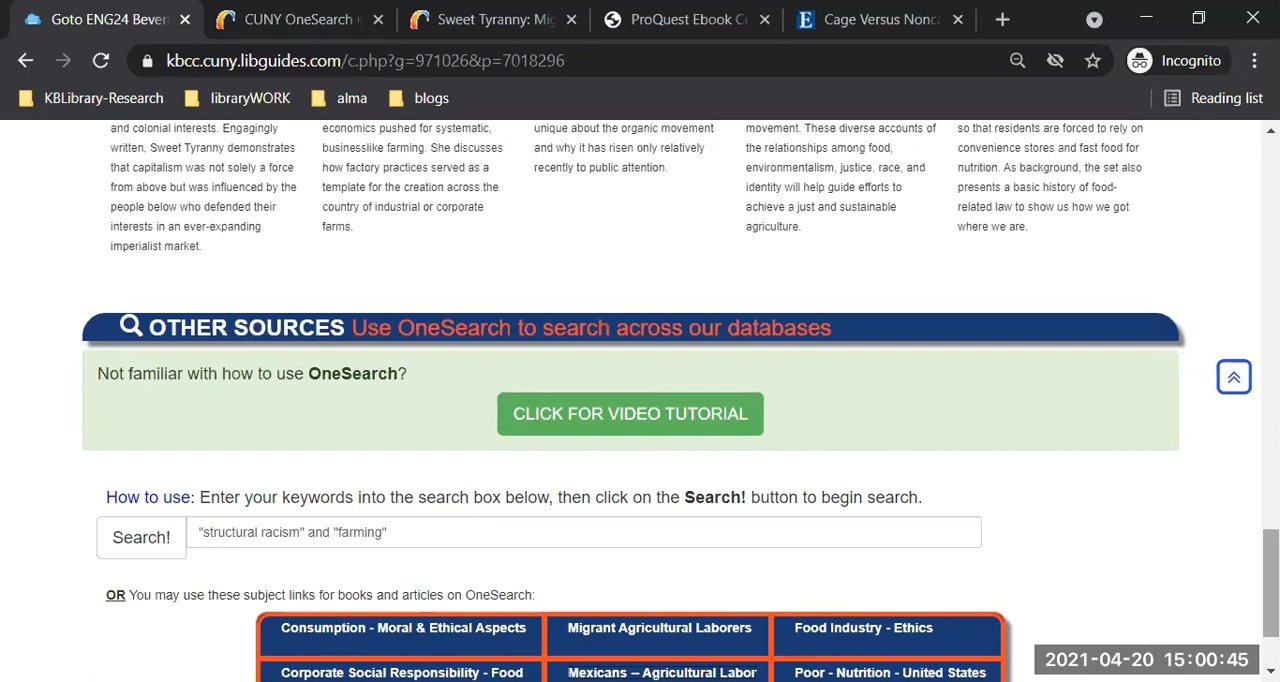 Goto ENG24 Beven
CUNY OneSearch
Sweet Tyranny: Mig
ProQuest Ebook C
Cage Versus Nonca
kbcc.cuny.libguides.com/c.php?g=971026&p=7018296
Incognito
KBLibrary-Research
libraryWORK
alma
blogs
Reading list
and colonial interests. Engagingly
written, Sweet Tyranny demonstrates
that capitalism was not solely a force
from above but was influenced by the
people below who defended their
interests in an ever-expanding
imperialist market.
economics pushed for systematic,
businesslike farming. She discusses
how factory practices served as a
template for the creation across the
country of industrial or corporate
farms.
unique about the organic movement
and why it has risen only relatively
recently to public attention.
movement. These diverse accounts of
the relationships among food,
environmentalism, justice, race, and
identity will help guide efforts to
achieve a just and sustainable
agriculture.
so that residents are forced to rely on
convenience stores and fast food for
nutrition. As background, the set also
presents a basic history of food-
related law to show us how we got
where we are.
OTHER SOURCES Use OneSearch to search across our databases
Not familiar with how to use OneSearch?
CLICK FOR VIDEO TUTORIAL
How to use: Enter your keywords into the search box below, then click on the Search! button to begin search.
Search!
"structural racism" and "farming"
OR You may use these subject links for books and articles on OneSearch:
Consumption - Moral & Ethical Aspects
Migrant Agricultural Laborers
Food Industry - Ethics
Corporate Social Responsibility - Food
Mexicans – Agricultural Labor
Poor - Nutrition - United States
2021-04-20 15:00:45